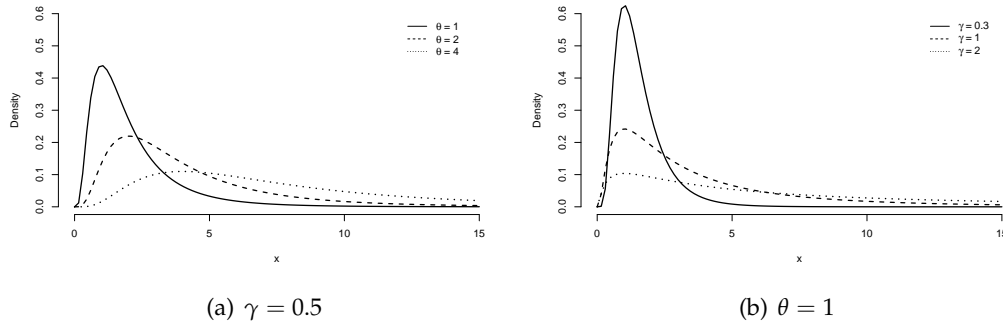 0.6
0.5
0.4
0.3
0.2
0.1
0.0
Density
θ = 1
θ = 2
θ = 4
0 5 10 15
x
(a) γ = 0.5
0.6
0.5
0.4
0.3
0.2
0.1
0.0
Density
γ = 0.3
γ = 1
γ = 2
0 5 10 15
x
(b) θ = 1